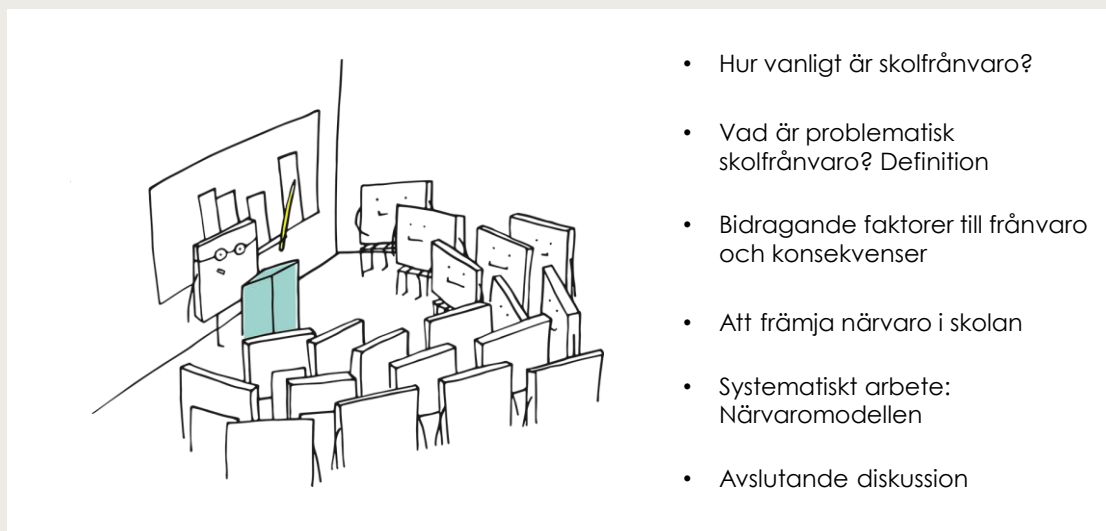 • Hur vanligt är skolfrånvaro?
• Vad är problematisk
skolfrånvaro? Definition
• Bidragande faktorer till frånvaro
och konsekvenser
• Att främja närvaro i skolan
• Systematiskt arbete:
Närvaromodellen
• Avslutande diskussion